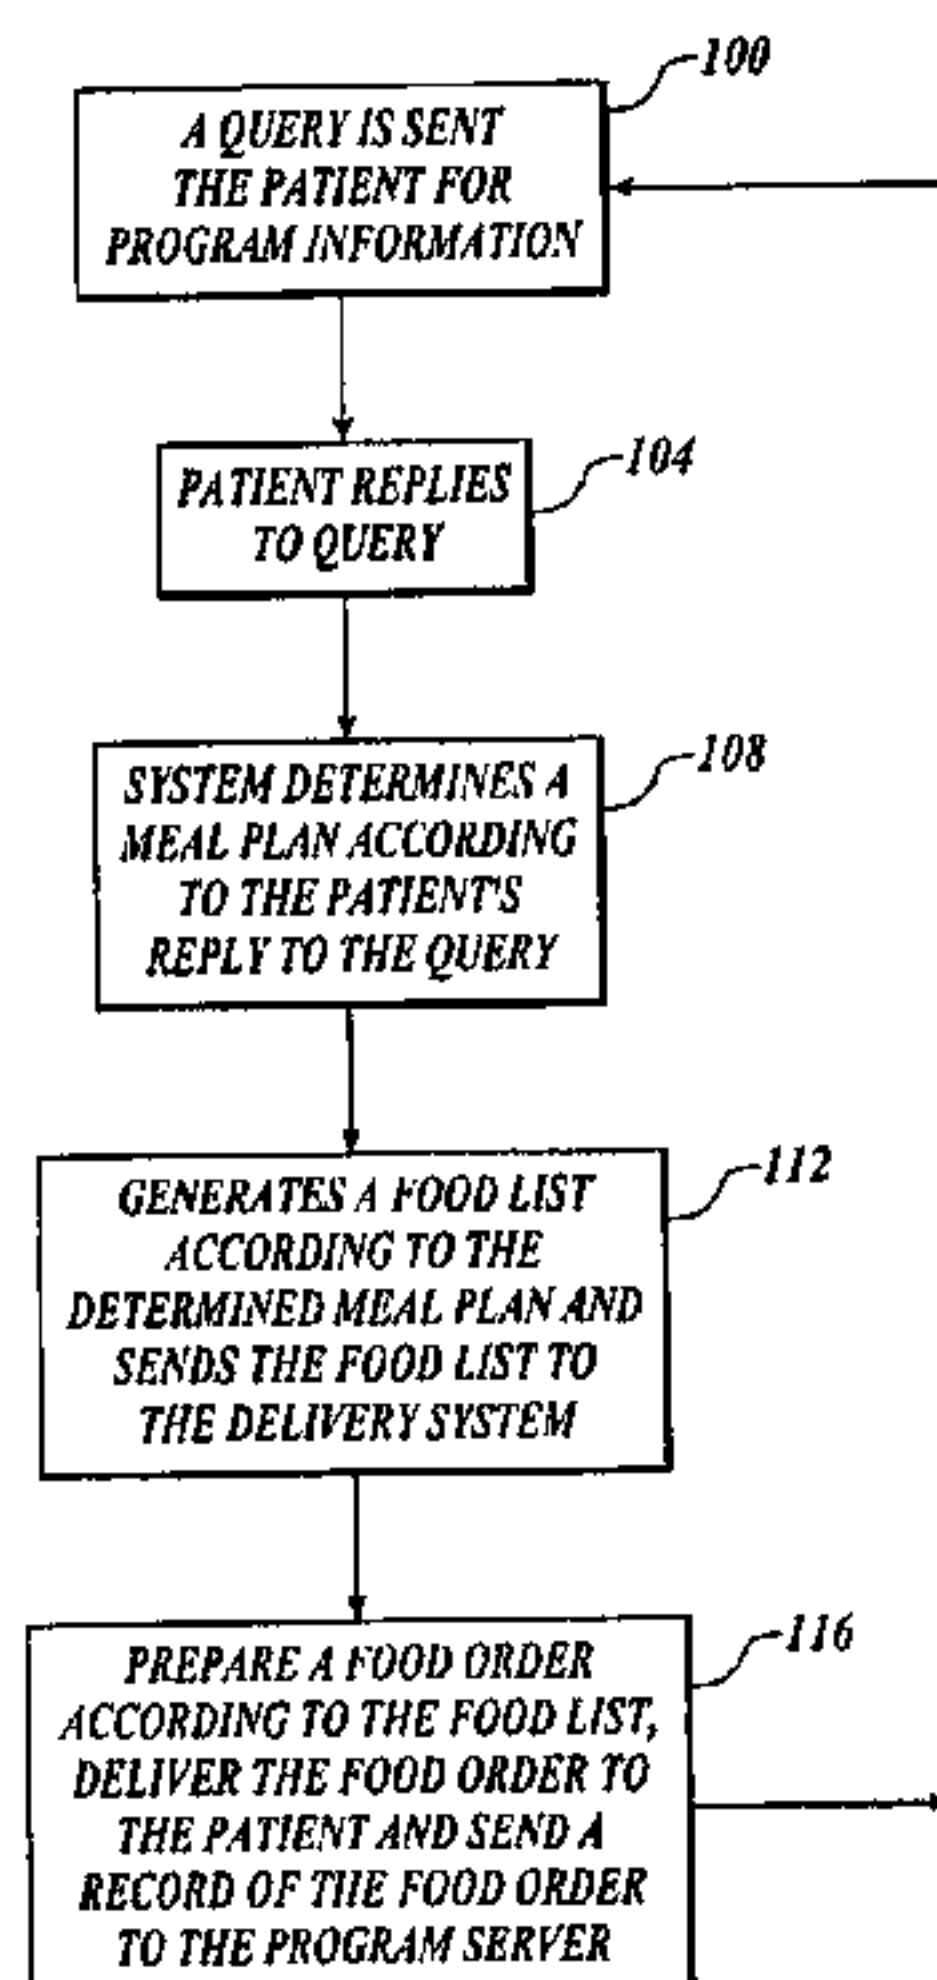 100
A QUERY IS SENT
THE PATIENT FOR
PROGRAM INFORMATION
104
PATIENT REPLIES
TO QUERY
108
SYSTEM DETERMINES A
MEAL PLAN ACCORDING
TO THE PATIENT'S
REPLY TO THE QUERY
112
GENERATES A FOOD LIST
ACCORDING TO THE
DETERMINED MEAL PLAN AND
SENDS THE FOOD LIST TO
THE DELIVERY SYSTEM
116
PREPARE A FOOD ORDER
ACCORDING TO THE FOOD LIST,
DELIVER THE FOOD ORDER TO
THE PATIENT AND SEND A
RECORD OF THE FOOD ORDER
TO THE PROGRAM SERVER